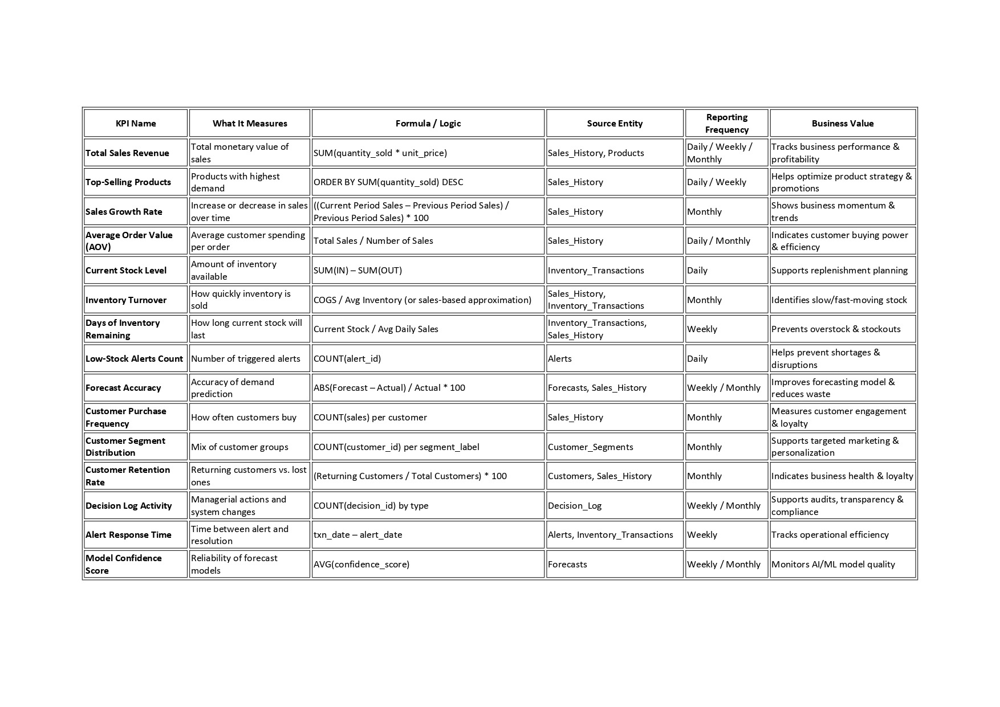 KPI Name What It Measures Formula / Logic Source Entity Reporting Frequency Business Value
Total Sales Revenue Total monetary value of sales SUM(quantity_sold * unit_price) Sales_History, Products Daily / Weekly / Monthly Tracks business performance & profitability
Top-Selling Products Products with highest demand ORDER BY SUM(quantity_sold) DESC Sales_History Daily / Weekly Helps optimize product strategy & promotions
Sales Growth Rate Increase or decrease in sales over time ((Current Period Sales – Previous Period Sales) / Previous Period Sales) * 100 Sales_History Monthly Shows business momentum & trends
Average Order Value (AOV) Average customer spending per order Total Sales / Number of Sales Sales_History Daily / Monthly Indicates customer buying power & efficiency
Current Stock Level Amount of inventory available SUM(IN) – SUM(OUT) Inventory_Transactions Daily Supports replenishment planning
Inventory Turnover How quickly inventory is sold COGS / Avg Inventory (or sales-based approximation) Sales_History, Inventory_Transactions Monthly Identifies slow/fast-moving stock
Days of Inventory Remaining How long current stock will last Current Stock / Avg Daily Sales Inventory_Transactions, Sales_History Weekly Prevents overstock & stockouts
Low-Stock Alerts Count Number of triggered alerts COUNT(alert_id) Alerts Daily Helps prevent shortages & disruptions
Forecast Accuracy Accuracy of demand prediction ABS(Forecast – Actual) / Actual * 100 Forecasts, Sales_History Weekly / Monthly Improves forecasting model & reduces waste
Customer Purchase Frequency How often customers buy COUNT(sales) per customer Sales_History Monthly Measures customer engagement & loyalty
Customer Segment Distribution Mix of customer groups COUNT(customer_id) per segment_label Customer_Segments Monthly Supports targeted marketing & personalization
Customer Retention Rate Returning customers vs. lost ones (Returning Customers / Total Customers) * 100 Customers, Sales_History Monthly Indicates business health & loyalty
Decision Log Activity Managerial actions and system changes COUNT(decision_id) by type Decision_Log Weekly / Monthly Supports audits, transparency & compliance
Alert Response Time Time between alert and resolution txn_date – alert_date Alerts, Inventory_Transactions Weekly Tracks operational efficiency
Model Confidence Score Reliability of forecast models AVG(confidence_score) Forecasts Weekly / Monthly Monitors AI/ML model quality